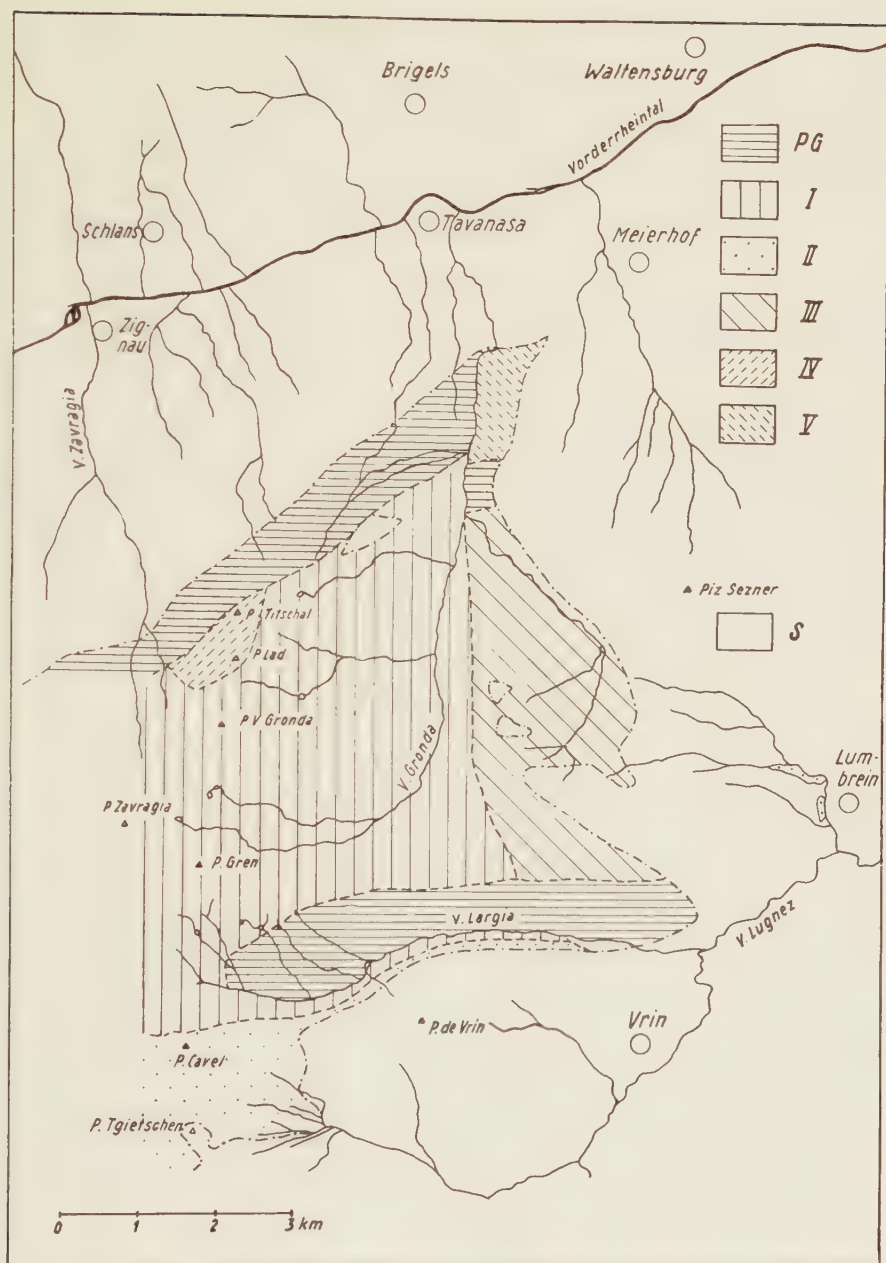 Waltensburg
Brigels
Vorderrheintal
PG
I
II
III
IV
V
Schlans
Tavanasa
Meierhof
Zig-
nau
V. Zavragia
Piz Sezner
S
P. Titschal
P. Lad
P. V. Gronda
V. Gronda
Lum-
brein
P. Zavragia
P. Gren
V. Largia
V. Lugnez
P. de Vrin
Vrin
P. Cavel
P. Tgietschen
0 1 2 3 km